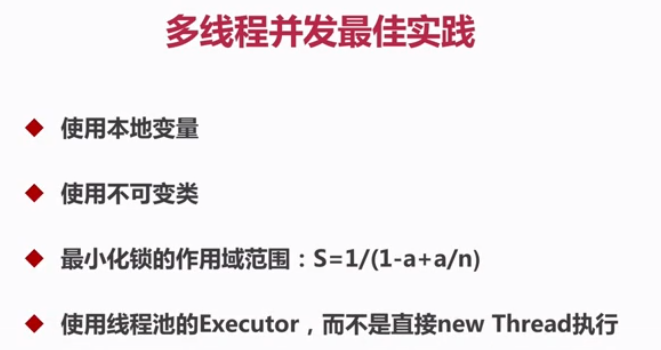 多线程并发最佳实践
使用本地变量
使用不可变类
最小化锁的作用域范围：S=1/(1-a+a/n)
使用线程池的Executor，而不是直接new Thread执行